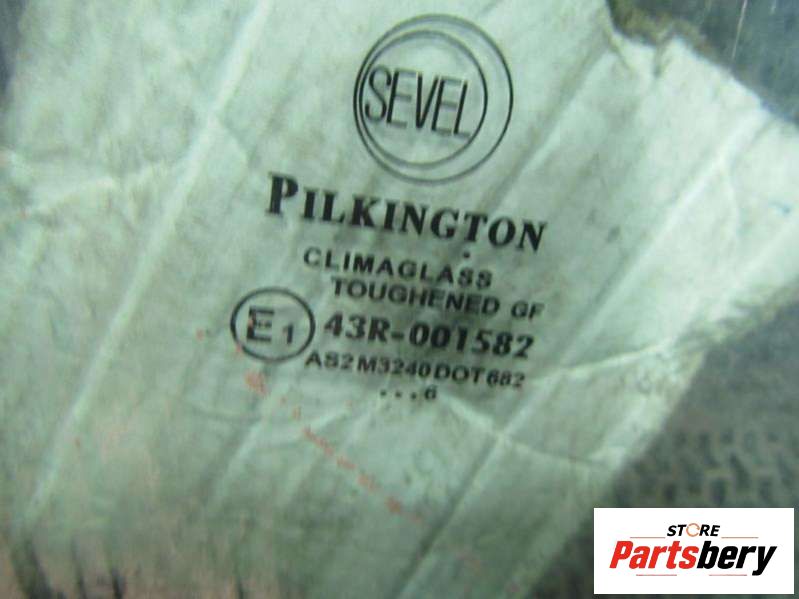 SEVEL
PILKINGTON
CLIMAGLASS
TOUGHENED GF
E1 43R-001582
AS2 M3240 DOT 682
...6
STORE
Partsbery